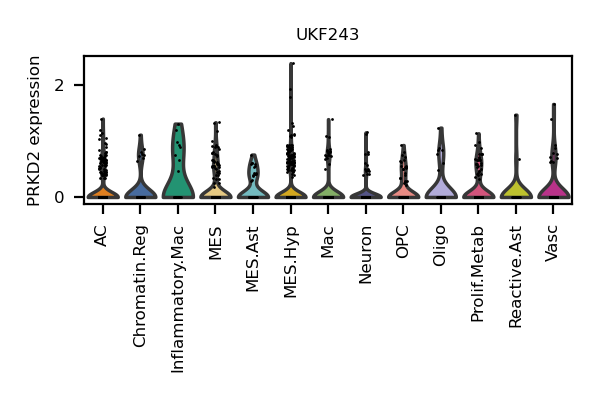 UKF243
PRKD2 expression
2
0
AC
Chromatin.Reg
Inflammatory.Mac
MES
MES.Ast
MES.Hyp
Mac
Neuron
OPC
Oligo
Prolif.Metab
Reactive.Ast
Vasc